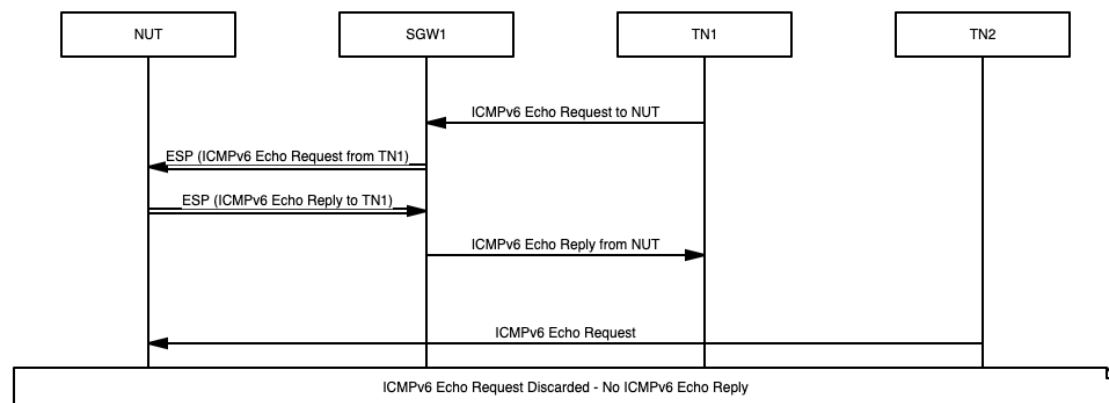 NUT
SGW1
TN1
TN2
ICMPv6 Echo Request to NUT
ESP (ICMPv6 Echo Request from TN1)
ESP (ICMPv6 Echo Reply to TN1)
ICMPv6 Echo Reply from NUT
ICMPv6 Echo Request
ICMPv6 Echo Request Discarded - No ICMPv6 Echo Reply